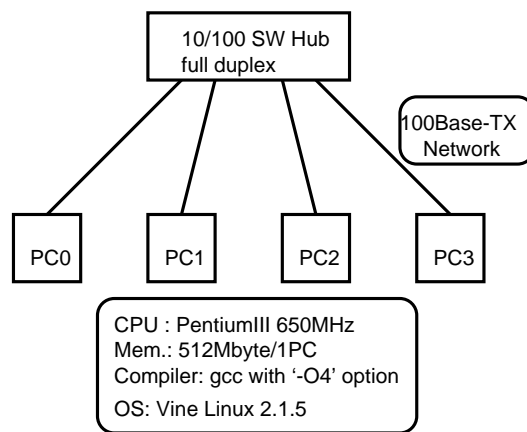 10/100 SW Hub
full duplex
100Base-TX
Network
PC0
PC1
PC2
PC3
CPU : PentiumIII 650MHz
Mem.: 512Mbyte/1PC
Compiler: gcc with ‘-O4’ option
OS: Vine Linux 2.1.5